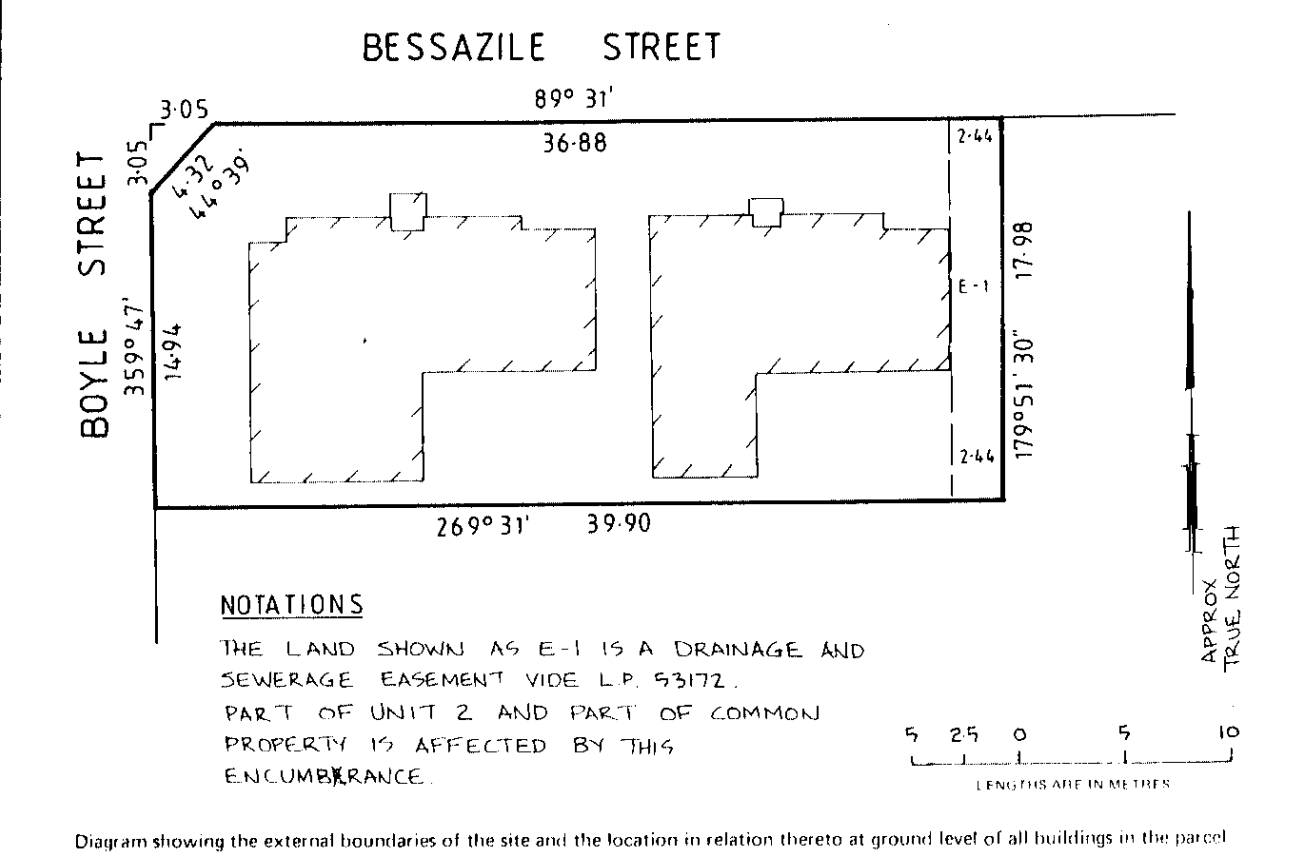 BESSAZILE STREET
3·05
89° 31'
36·88
2·44
3·05
4·32
44° 39'
BOYLE STREET
359° 47'
14·94
17·98
E-1
179° 51' 30"
2·44
269° 31' 39·90
APPROX
TRUE NORTH
NOTATIONS
THE LAND SHOWN AS E-1 IS A DRAINAGE AND
SEWERAGE EASEMENT VIDE L.P. 53172.
PART OF UNIT 2 AND PART OF COMMON
PROPERTY IS AFFECTED BY THIS
ENCUMBRANCE.
5 2·5 0 5 10
LENGTHS ARE IN METRES
Diagram showing the external boundaries of the site and the location in relation thereto at ground level of all buildings in the parcel